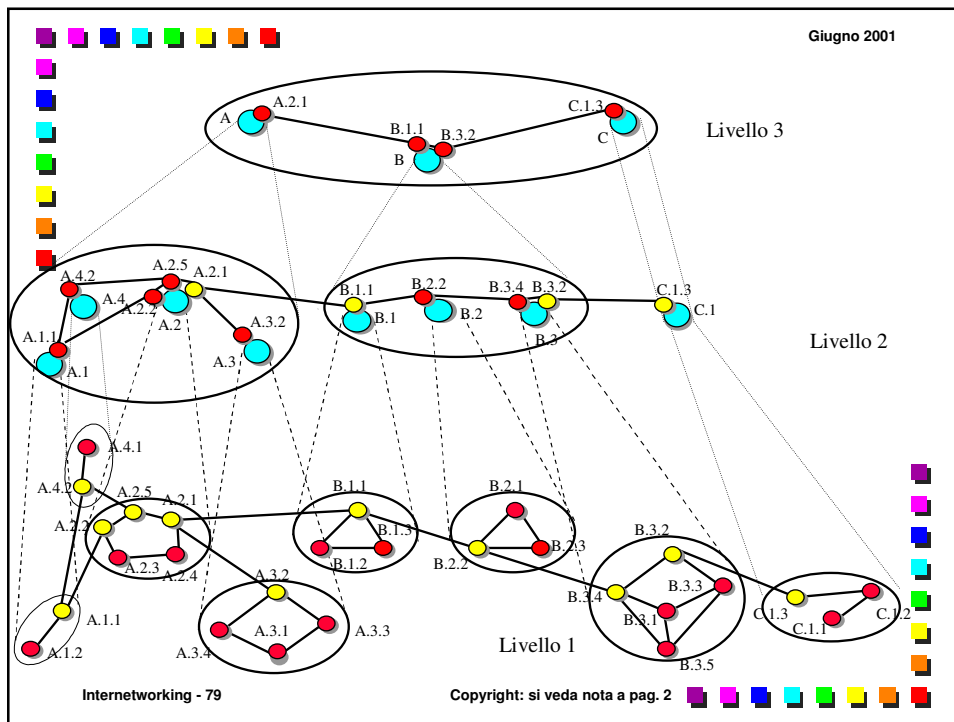 Giugno 2001
A.2.1
C.1.3
A
B.1.1
B.3.2
C
Livello 3
B
A.4.2
A.2.5
A.2.1
B.1.1
B.2.2
B.3.4
B.3.2
C.1.3
A.4
A.2.2
A.2
B.1
B.2
C.1
A.1.1
A.3.2
B.3
Livello 2
A.1
A.3
A.4.1
A.4.2
A.2.5
A.2.1
B.1.1
B.2.1
A.2.2
B.1.3
B.3.2
A.2.3
A.2.4
B.1.2
B.2.2
B.2.3
A.3.2
B.3.4
B.3.3
A.1.1
A.3.1
A.3.3
B.3.1
C.1.3
C.1.1
C.1.2
A.1.2
A.3.4
Livello 1
B.3.5
Internetworking - 79
Copyright: si veda nota a pag. 2